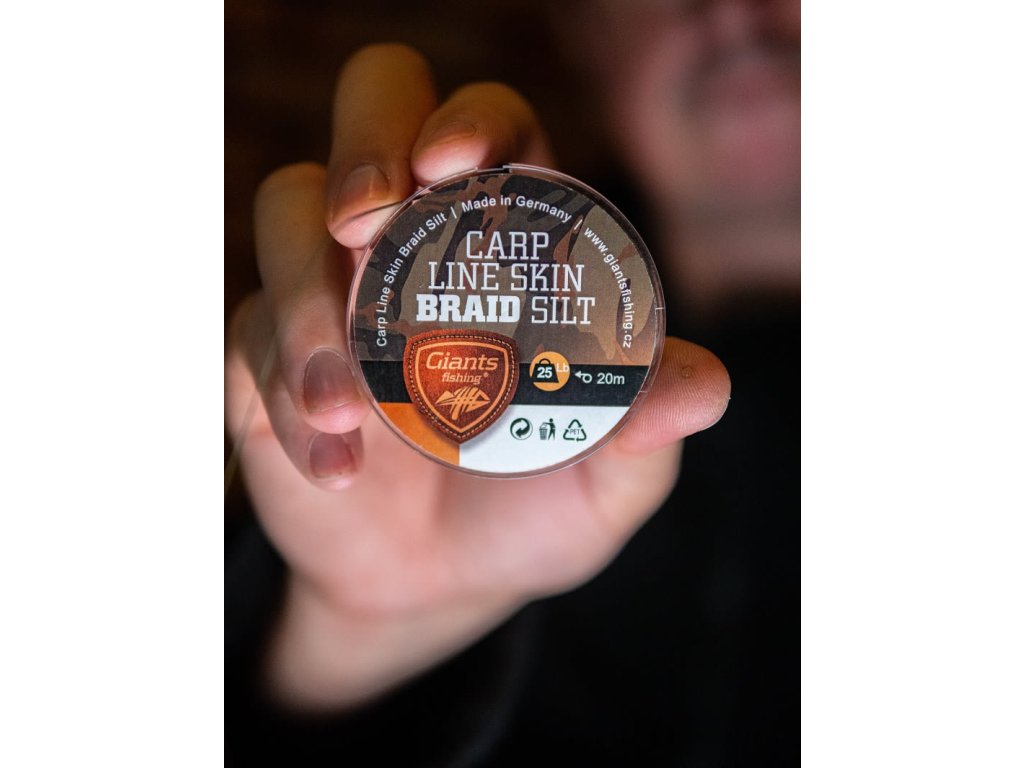 Carp Line Skin Braid Silt | Made in Germany / www.giantsfishing.cz
CARP
LINE SKIN
BRAID SILT
Giants
fishing®
25 Lb
20m
PET